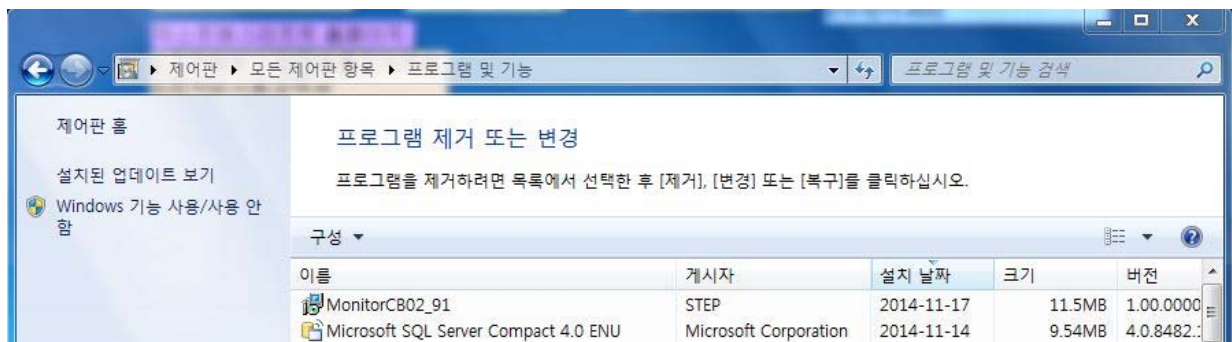 제어판 ▸ 모든 제어판 항목 ▸ 프로그램 및 기능
프로그램 및 기능 검색
제어판 홈
설치된 업데이트 보기
Windows 기능 사용/사용 안
함
프로그램 제거 또는 변경
프로그램을 제거하려면 목록에서 선택한 후 [제거], [변경] 또는 [복구]를 클릭하십시오.
구성
이름 게시자 설치 날짜 크기 버전
MonitorCB02_91 STEP 2014-11-17 11.5MB 1.00.0000
Microsoft SQL Server Compact 4.0 ENU Microsoft Corporation 2014-11-14 9.54MB 4.0.8482.